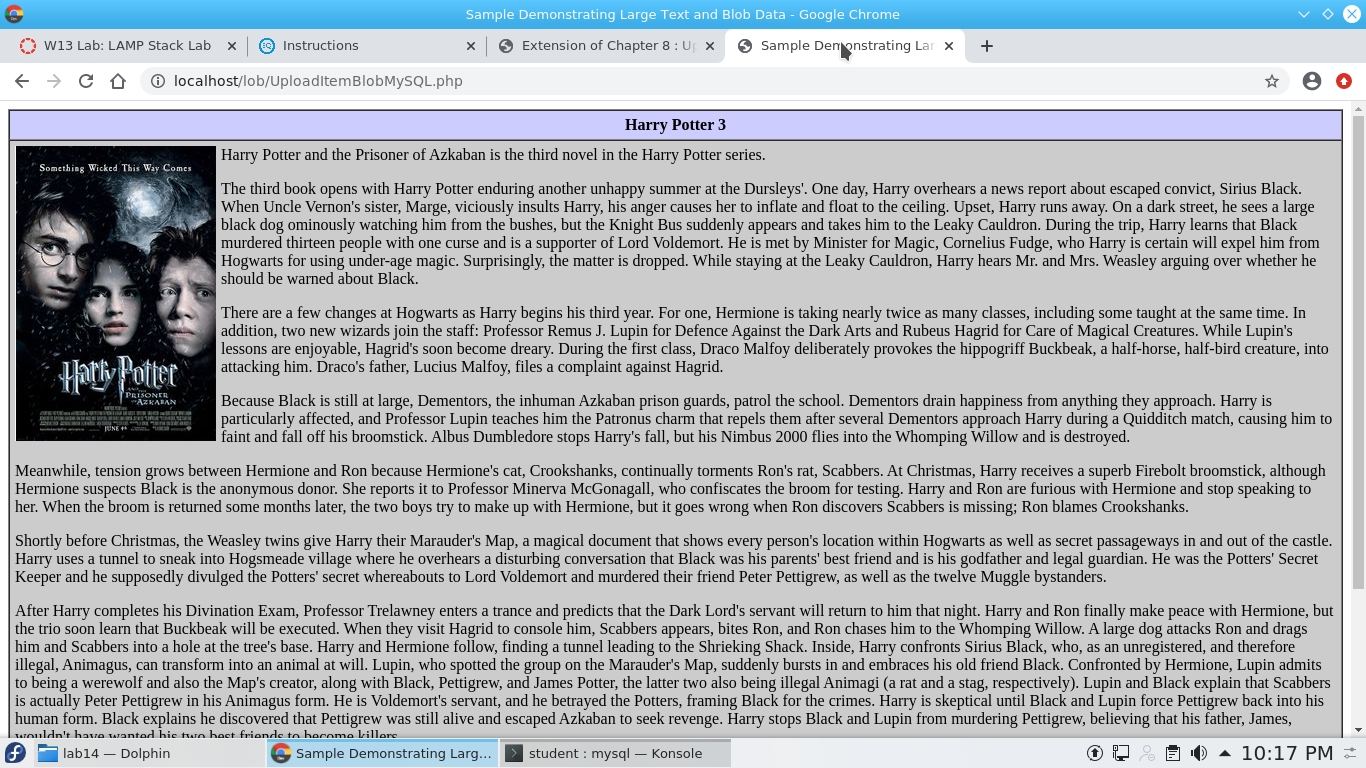 Sample Demonstrating Large Text and Blob Data - Google Chrome
W13 Lab: LAMP Stack Lab
Instructions
Extension of Chapter 8 : Up
Sample Demonstrating Lar
localhost/lob/UploadItemBlobMySQL.php
Harry Potter 3
Something Wicked This Way Comes
Harry Potter
AND THE
PRISONER
OF AZKABAN
JUNE 4th
Harry Potter and the Prisoner of Azkaban is the third novel in the Harry Potter series.
The third book opens with Harry Potter enduring another unhappy summer at the Dursleys'. One day, Harry overhears a news report about escaped convict, Sirius Black.
When Uncle Vernon's sister, Marge, viciously insults Harry, his anger causes her to inflate and float to the ceiling. Upset, Harry runs away. On a dark street, he sees a large
black dog ominously watching him from the bushes, but the Knight Bus suddenly appears and takes him to the Leaky Cauldron. During the trip, Harry learns that Black
murdered thirteen people with one curse and is a supporter of Lord Voldemort. He is met by Minister for Magic, Cornelius Fudge, who Harry is certain will expel him from
Hogwarts for using under-age magic. Surprisingly, the matter is dropped. While staying at the Leaky Cauldron, Harry hears Mr. and Mrs. Weasley arguing over whether he
should be warned about Black.
There are a few changes at Hogwarts as Harry begins his third year. For one, Hermione is taking nearly twice as many classes, including some taught at the same time. In
addition, two new wizards join the staff: Professor Remus J. Lupin for Defence Against the Dark Arts and Rubeus Hagrid for Care of Magical Creatures. While Lupin's
lessons are enjoyable, Hagrid's soon become dreary. During the first class, Draco Malfoy deliberately provokes the hippogriff Buckbeak, a half-horse, half-bird creature, into
attacking him. Draco's father, Lucius Malfoy, files a complaint against Hagrid.
Because Black is still at large, Dementors, the inhuman Azkaban prison guards, patrol the school. Dementors drain happiness from anything they approach. Harry is
particularly affected, and Professor Lupin teaches him the Patronus charm that repels them after several Dementors approach Harry during a Quidditch match, causing him to
faint and fall off his broomstick. Albus Dumbledore stops Harry's fall, but his Nimbus 2000 flies into the Whomping Willow and is destroyed.
Meanwhile, tension grows between Hermione and Ron because Hermione's cat, Crookshanks, continually torments Ron's rat, Scabbers. At Christmas, Harry receives a superb Firebolt broomstick, although
Hermione suspects Black is the anonymous donor. She reports it to Professor Minerva McGonagall, who confiscates the broom for testing. Harry and Ron are furious with Hermione and stop speaking to
her. When the broom is returned some months later, the two boys try to make up with Hermione, but it goes wrong when Ron discovers Scabbers is missing; Ron blames Crookshanks.
Shortly before Christmas, the Weasley twins give Harry their Marauder's Map, a magical document that shows every person's location within Hogwarts as well as secret passageways in and out of the castle.
Harry uses a tunnel to sneak into Hogsmeade village where he overhears a disturbing conversation that Black was his parents' best friend and is his godfather and legal guardian. He was the Potters' Secret
Keeper and he supposedly divulged the Potters' secret whereabouts to Lord Voldemort and murdered their friend Peter Pettigrew, as well as the twelve Muggle bystanders.
After Harry completes his Divination Exam, Professor Trelawney enters a trance and predicts that the Dark Lord's servant will return to him that night. Harry and Ron finally make peace with Hermione, but
the trio soon learn that Buckbeak will be executed. When they visit Hagrid to console him, Scabbers appears, bites Ron, and Ron chases him to the Whomping Willow. A large dog attacks Ron and drags
him and Scabbers into a hole at the tree's base. Harry and Hermione follow, finding a tunnel leading to the Shrieking Shack. Inside, Harry confronts Sirius Black, who, as an unregistered, and therefore
illegal, Animagus, can transform into an animal at will. Lupin, who spotted the group on the Marauder's Map, suddenly bursts in and embraces his old friend Black. Confronted by Hermione, Lupin admits
to being a werewolf and also the Map's creator, along with Black, Pettigrew, and James Potter, the latter two also being illegal Animagi (a rat and a stag, respectively). Lupin and Black explain that Scabbers
is actually Peter Pettigrew in his Animagus form. He is Voldemort's servant, and he betrayed the Potters, framing Black for the crimes. Harry is skeptical until Black and Lupin force Pettigrew back into his
human form. Black explains he discovered that Pettigrew was still alive and escaped Azkaban to seek revenge. Harry stops Black and Lupin from murdering Pettigrew, believing that his father, James,
wouldn't have wanted his two best friends to become killers.
lab14 — Dolphin
Sample Demonstrating Larg...
student : mysql — Konsole
10:17 PM